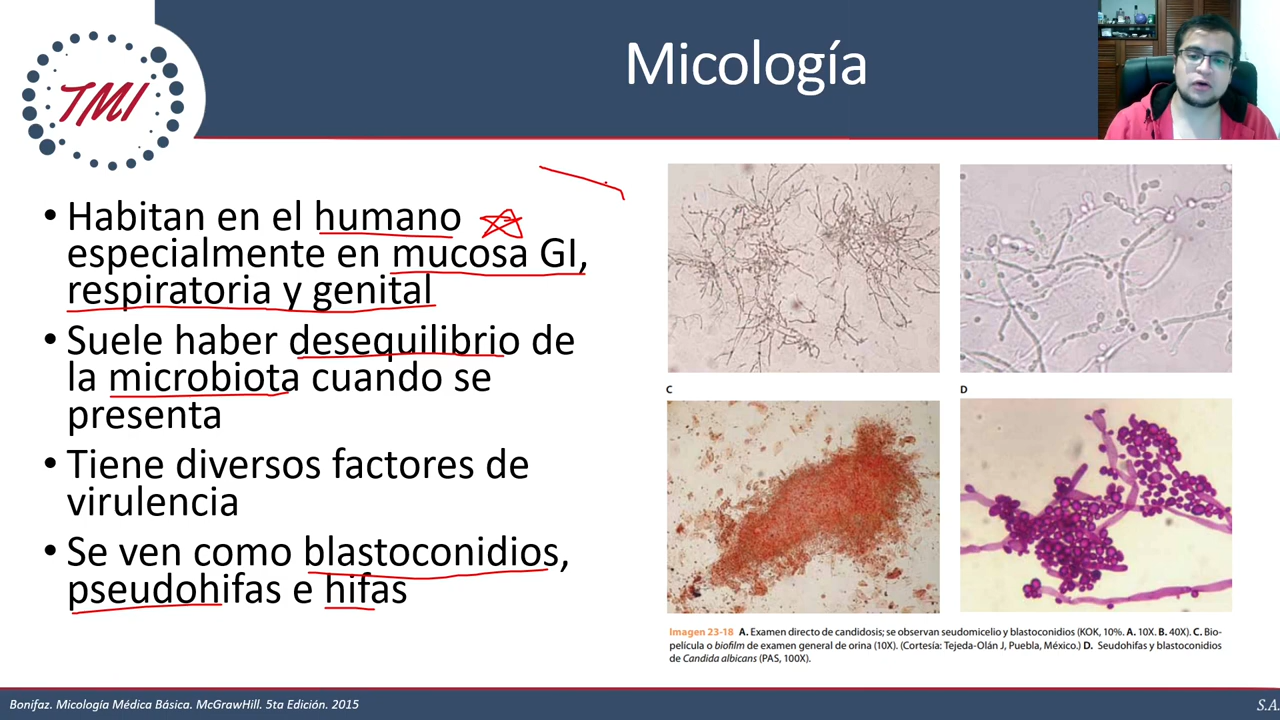 Micología
TMI
• Habitan en el humano
especialmente en mucosa GI,
respiratoria y genital
• Suele haber desequilibrio de
la microbiota cuando se
presenta
• Tiene diversos factores de
virulencia
• Se ven como blastoconidios,
pseudohifas e hifas
C
D
Imagen 23-18 A. Examen directo de candidosis; se observan seudomicelio y blastoconidios (KOK, 10%. A. 10X. B. 40X). C. Bio-
película o biofilm de examen general de orina (10X). (Cortesía: Tejeda-Olán J, Puebla, México.) D. Seudohifas y blastoconidios
de Candida albicans (PAS, 100X).
Bonifaz. Micología Médica Básica. McGrawHill. 5ta Edición. 2015
S.A.